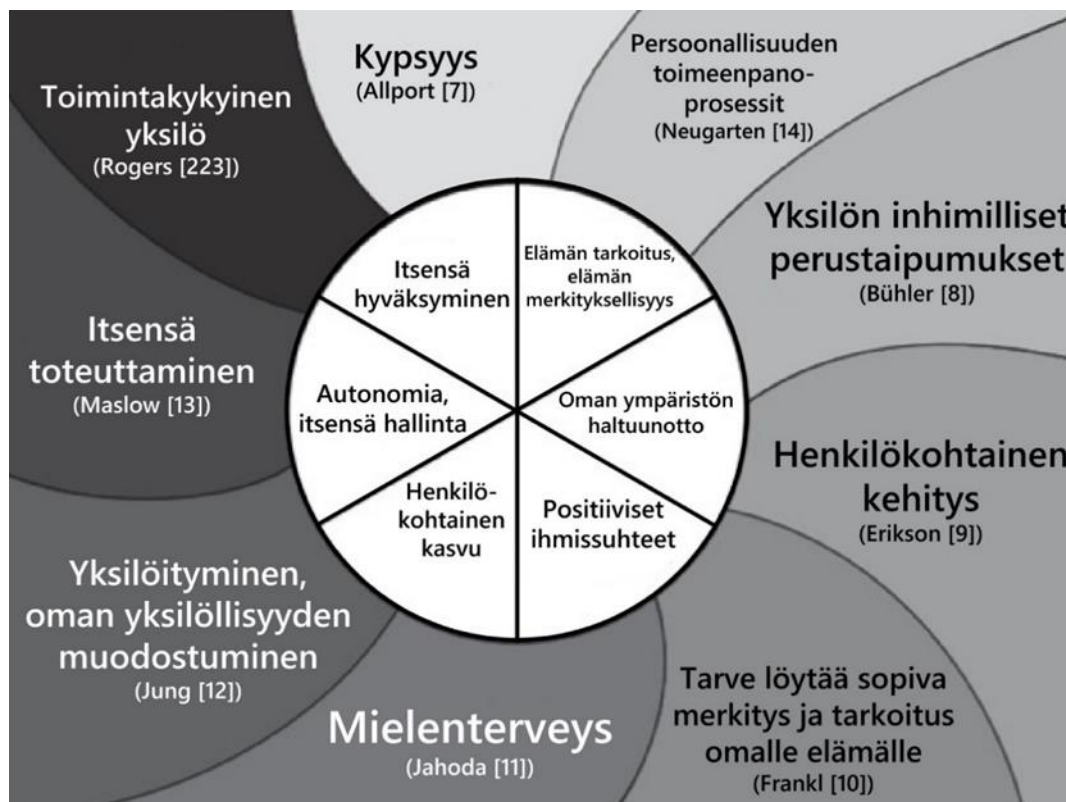 Kypsyys
(Allport [7])
Persoonallisuuden
toimeenpano-
prosessit
(Neugarten [14])
Yksilön inhimilliset
perustaipumukset
(Bühler [8])
Henkilökohtainen
kehitys
(Erikson [9])
Tarve löytää sopiva
merkitys ja tarkoitus
omalle elämälle
(Frankl [10])
Mielenterveys
(Jahoda [11])
Yksilöityminen,
oman yksilöllisyyden
muodostuminen
(Jung [12])
Itsensä
toteuttaminen
(Maslow [13])
Toimintakykyinen
yksilö
(Rogers [223])
Itsensä
hyväksyminen
Elämän tarkoitus,
elämän
merkityksellisyys
Oman ympäristön
haltuunotto
Positiiviset
ihmissuhteet
Henkilö-
kohtainen
kasvu
Autonomia,
itsensä hallinta